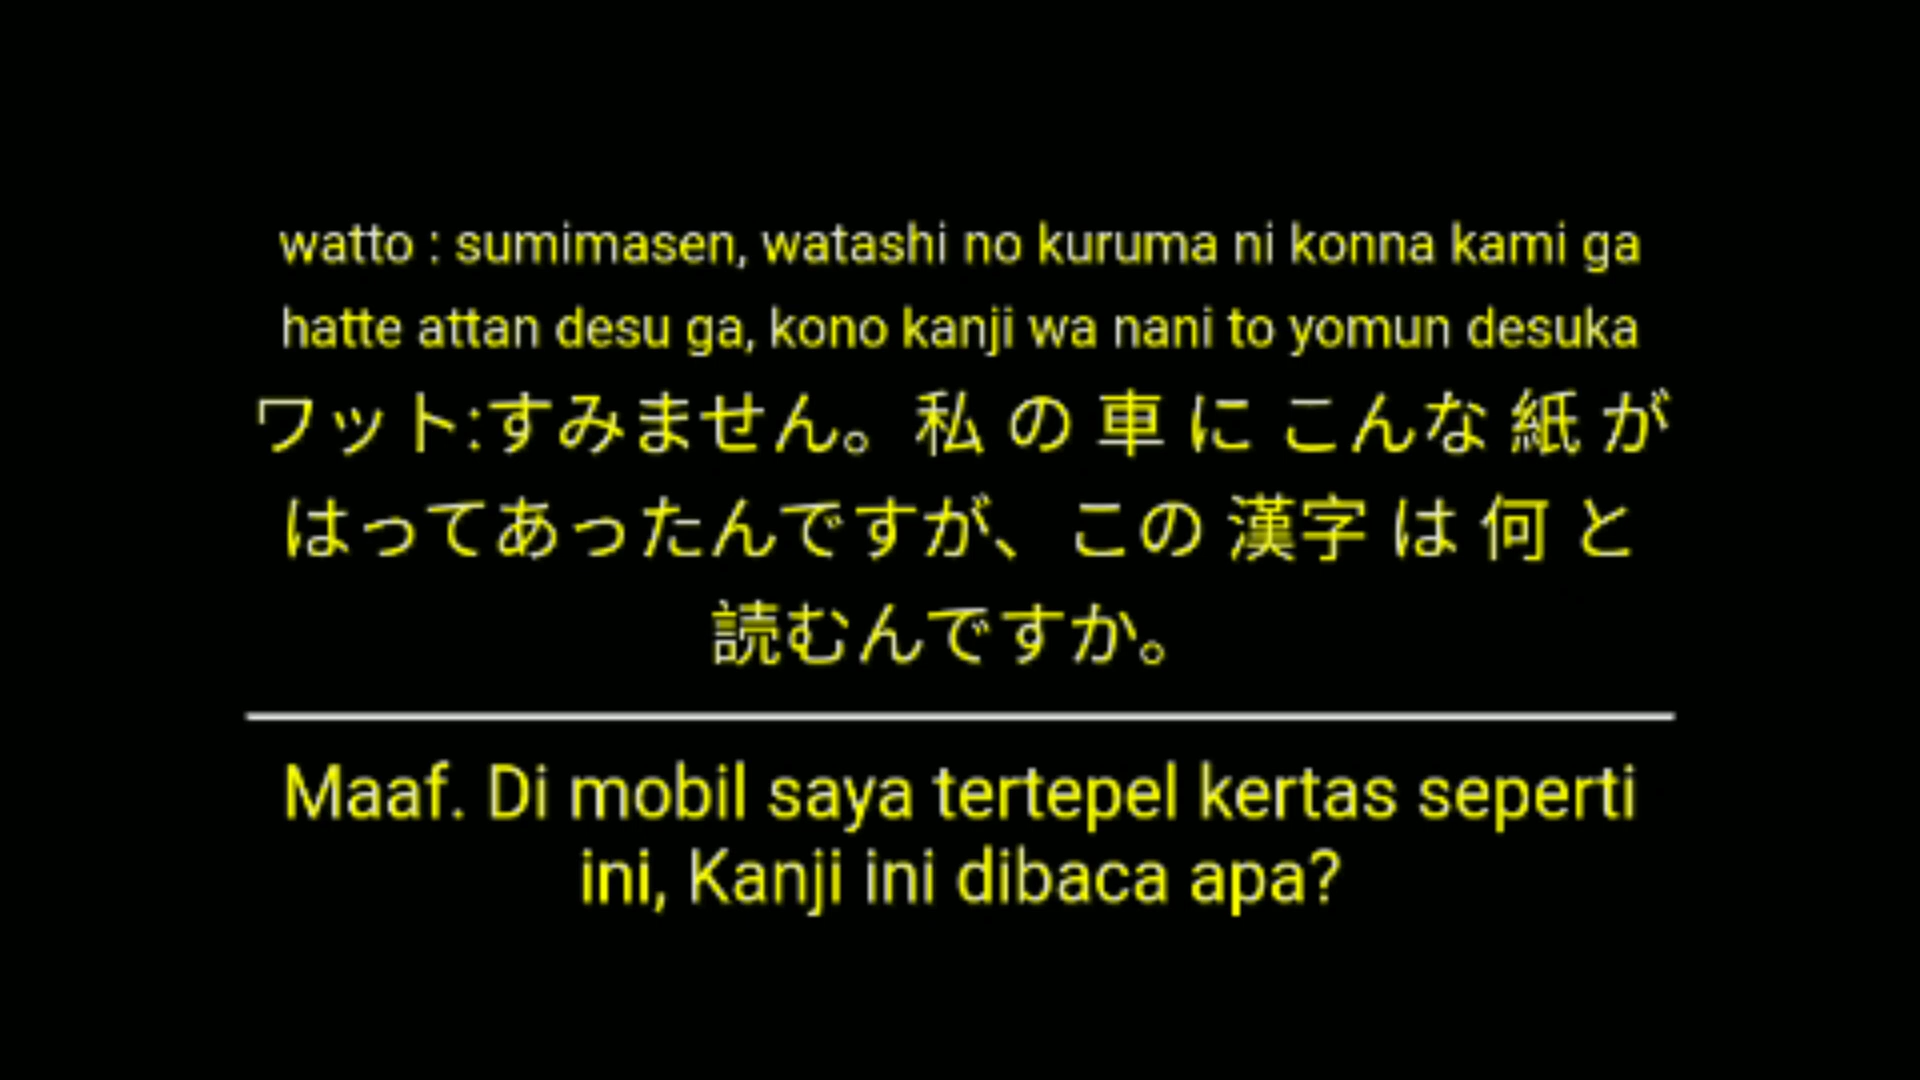 watto : sumimasen, watashi no kuruma ni konna kami ga
hatte attan desu ga, kono kanji wa nani to yomun desuka
ワット:すみません。私 の 車 に こんな 紙 が
はってあったんですが、この 漢字 は 何 と
読むんですか。
Maaf. Di mobil saya tertepel kertas seperti
ini, Kanji ini dibaca apa?